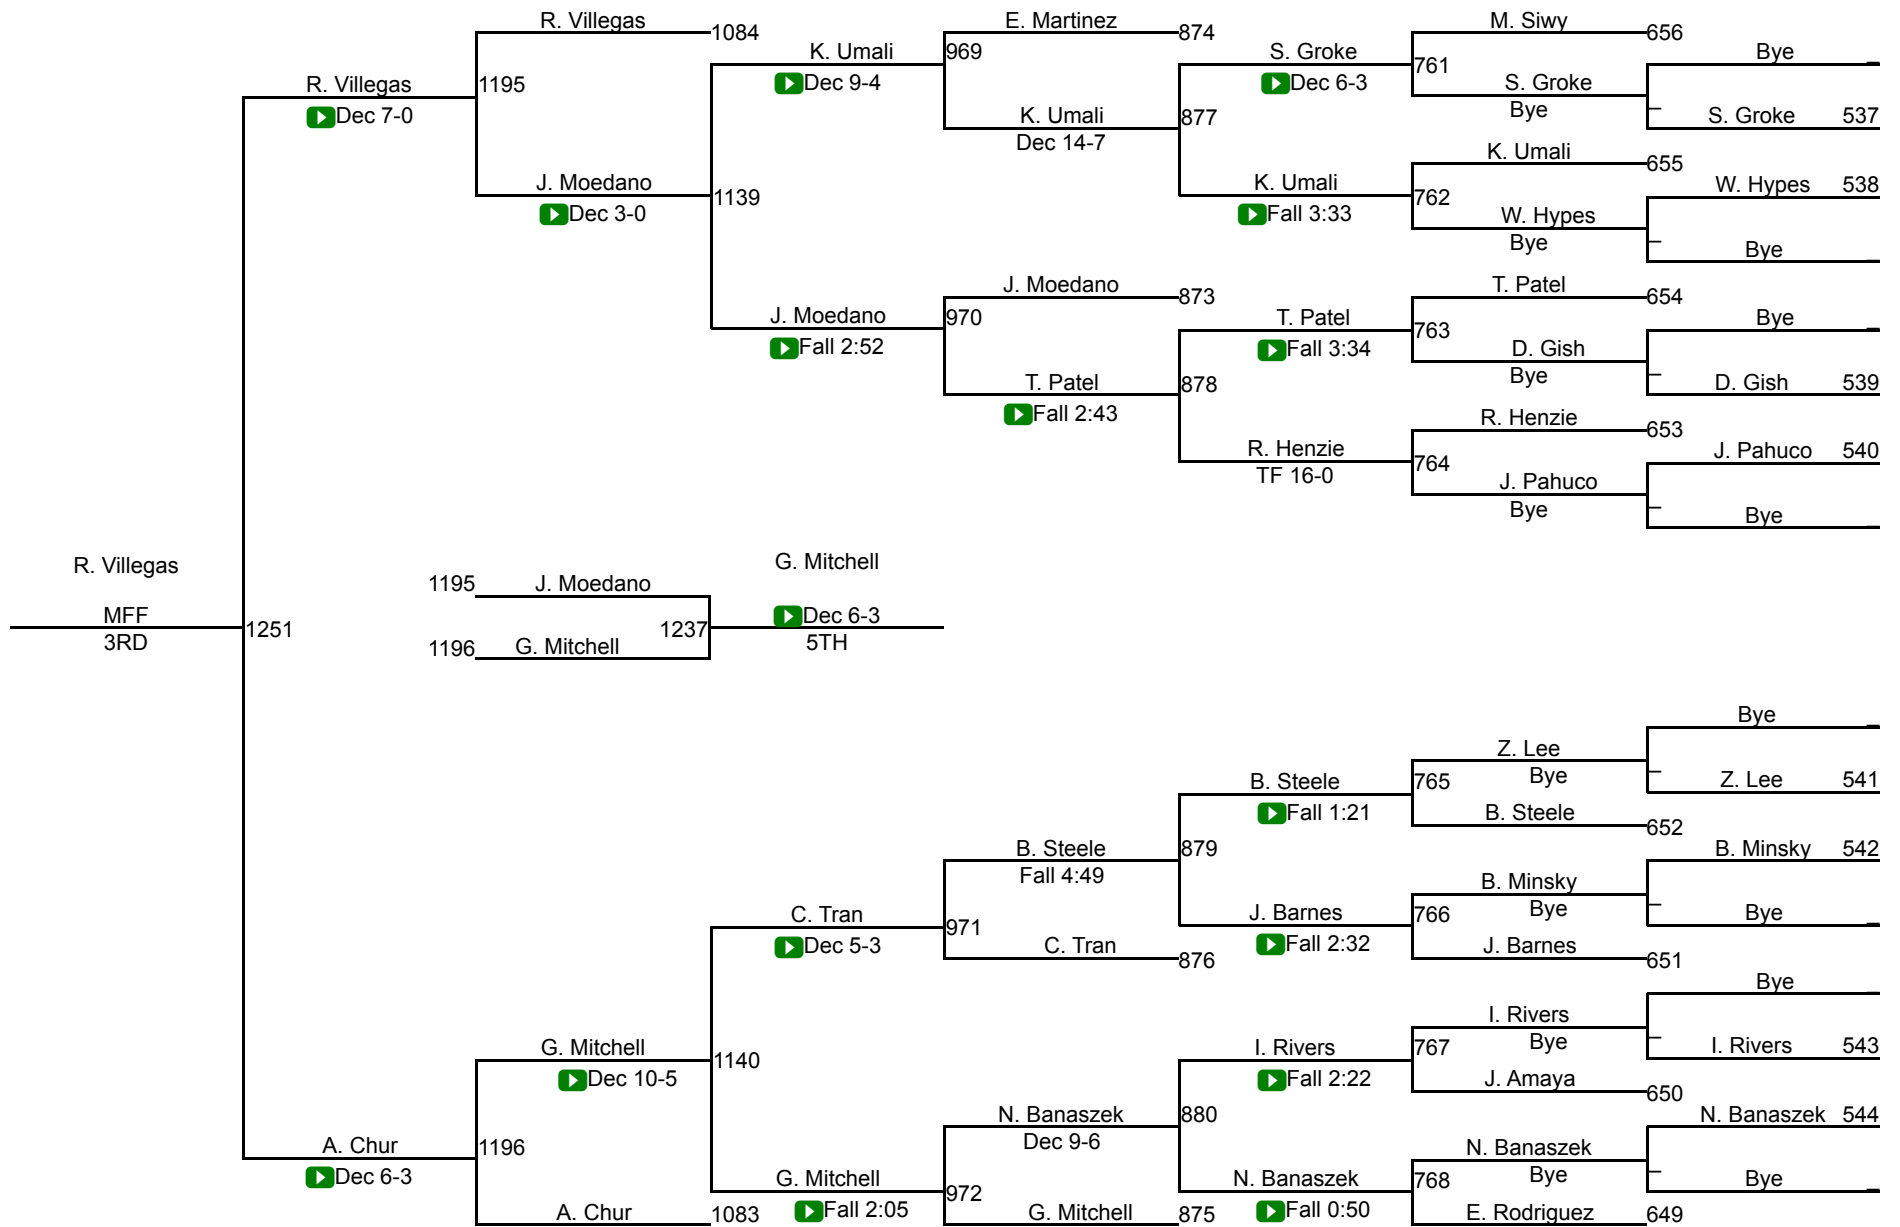 R. Villegas 1084 E. Martinez 874 M. Siwy 656
K. Umali 969 S. Groke 761 Bye
R. Villegas 1195 Dec 9-4 Dec 6-3 S. Groke
Dec 7-0 K. Umali 877 Bye S. Groke 537
Dec 14-7 K. Umali 655
J. Moedano 1139 K. Umali 762 W. Hypes 538
Dec 3-0 Fall 3:33 W. Hypes
Bye Bye
J. Moedano 873 T. Patel 654
J. Moedano 970 T. Patel 763 Bye
Fall 2:52 Fall 3:34 D. Gish
T. Patel 878 Bye D. Gish 539
Fall 2:43 R. Henzie 653
R. Henzie 764 J. Pahuco 540
TF 16-0 J. Pahuco
Bye Bye
R. Villegas G. Mitchell
1195 J. Moedano
MFF 1251 1237 Dec 6-3
3RD 1196 G. Mitchell 5TH
Bye
Z. Lee
B. Steele 765 Bye Z. Lee 541
Fall 1:21 B. Steele 652
B. Steele 879 B. Minsky 542
Fall 4:49 B. Minsky
C. Tran 971 J. Barnes 766 Bye Bye
Dec 5-3 C. Tran 876 Fall 2:32 J. Barnes 651
Bye
I. Rivers
G. Mitchell 1140 I. Rivers 767 Bye I. Rivers 543
Dec 10-5 Fall 2:22 J. Amaya 650
N. Banaszek 880 N. Banaszek 544
A. Chur 1196 Dec 9-6 N. Banaszek
Dec 6-3 G. Mitchell 972 N. Banaszek 768 Bye Bye
A. Chur 1083 Fall 2:05 G. Mitchell 875 Fall 0:50 E. Rodriguez 649